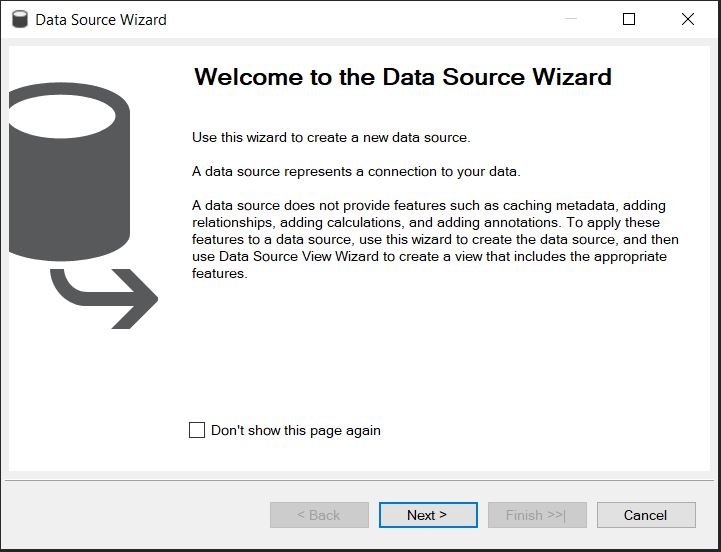 Data Source Wizard
Welcome to the Data Source Wizard
Use this wizard to create a new data source.
A data source represents a connection to your data.
A data source does not provide features such as caching metadata, adding
relationships, adding calculations, and adding annotations. To apply these
features to a data source, use this wizard to create the data source, and then
use Data Source View Wizard to create a view that includes the appropriate
features.
Don't show this page again
< Back
Next >
Finish >>|
Cancel